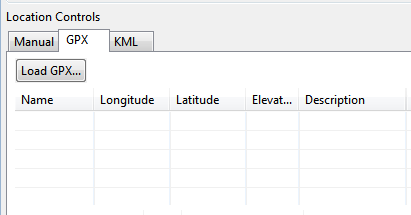 Location Controls
Manual GPX KML
Load GPX...
Name Longitude Latitude Elevat... Description